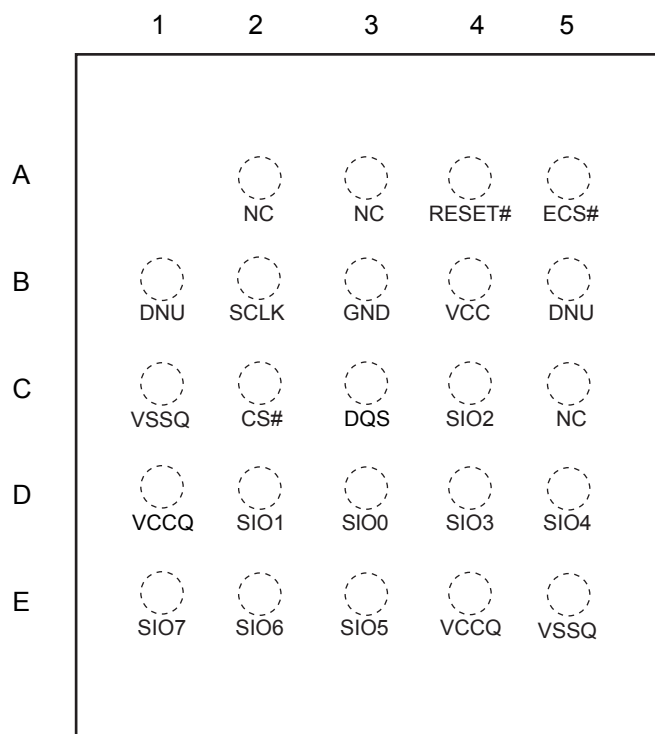 1 2 3 4 5
A
NC NC RESET# ECS#
B
DNU SCLK GND VCC DNU
C
VSSQ CS# DQS SIO2 NC
D
VCCQ SIO1 SIO0 SIO3 SIO4
E
SIO7 SIO6 SIO5 VCCQ VSSQ